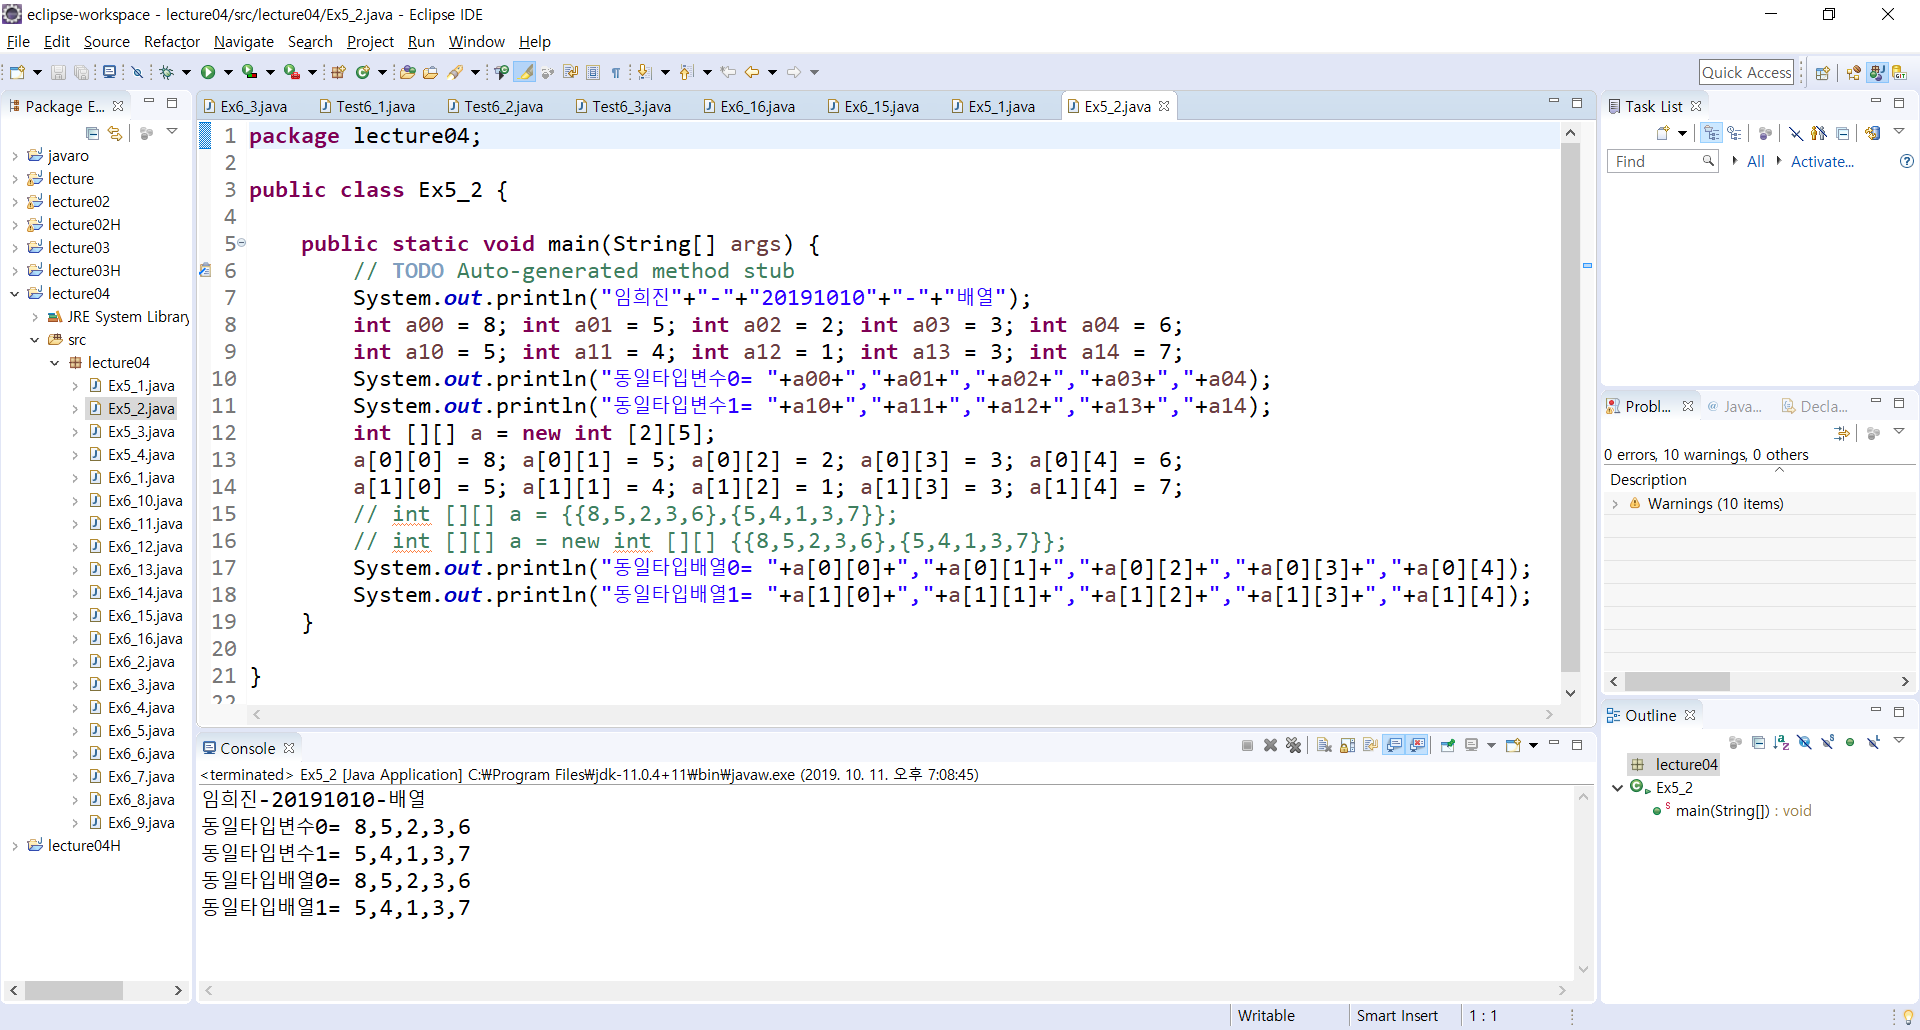 eclipse-workspace - lecture04/src/lecture04/Ex5_2.java - Eclipse IDE
File Edit Source Refactor Navigate Search Project Run Window Help
Quick Access
Package E...
javaro
lecture
lecture02
lecture02H
lecture03
lecture03H
lecture04
JRE System Library
src
lecture04
Ex5_1.java
Ex5_2.java
Ex5_3.java
Ex5_4.java
Ex6_1.java
Ex6_10.java
Ex6_11.java
Ex6_12.java
Ex6_13.java
Ex6_14.java
Ex6_15.java
Ex6_16.java
Ex6_2.java
Ex6_3.java
Ex6_4.java
Ex6_5.java
Ex6_6.java
Ex6_7.java
Ex6_8.java
Ex6_9.java
lecture04H
Ex6_3.java Test6_1.java Test6_2.java Test6_3.java Ex6_16.java Ex6_15.java Ex5_1.java Ex5_2.java
1 package lecture04;
2
3 public class Ex5_2 {
4
5 public static void main(String[] args) {
6 // TODO Auto-generated method stub
7 System.out.println("임희진"+"-"+"20191010"+"-"+"배열");
8 int a00 = 8; int a01 = 5; int a02 = 2; int a03 = 3; int a04 = 6;
9 int a10 = 5; int a11 = 4; int a12 = 1; int a13 = 3; int a14 = 7;
10 System.out.println("동일타입변수0= "+a00+","+a01+","+a02+","+a03+","+a04);
11 System.out.println("동일타입변수1= "+a10+","+a11+","+a12+","+a13+","+a14);
12 int [][] a = new int [2][5];
13 a[0][0] = 8; a[0][1] = 5; a[0][2] = 2; a[0][3] = 3; a[0][4] = 6;
14 a[1][0] = 5; a[1][1] = 4; a[1][2] = 1; a[1][3] = 3; a[1][4] = 7;
15 // int [][] a = {{8,5,2,3,6},{5,4,1,3,7}};
16 // int [][] a = new int [][] {{8,5,2,3,6},{5,4,1,3,7}};
17 System.out.println("동일타입배열0= "+a[0][0]+","+a[0][1]+","+a[0][2]+","+a[0][3]+","+a[0][4]);
18 System.out.println("동일타입배열1= "+a[1][0]+","+a[1][1]+","+a[1][2]+","+a[1][3]+","+a[1][4]);
19 }
20
21 }
22
Console
<terminated> Ex5_2 [Java Application] C:₩Program Files₩jdk-11.0.4+11₩bin₩javaw.exe (2019. 10. 11. 오후 7:08:45)
임희진-20191010-배열
동일타입변수0= 8,5,2,3,6
동일타입변수1= 5,4,1,3,7
동일타입배열0= 8,5,2,3,6
동일타입배열1= 5,4,1,3,7
Task List
Find All Activate...
Probl... Java... Decla...
0 errors, 10 warnings, 0 others
Description
Warnings (10 items)
Outline
lecture04
Ex5_2
main(String[]) : void
Writable Smart Insert 1 : 1